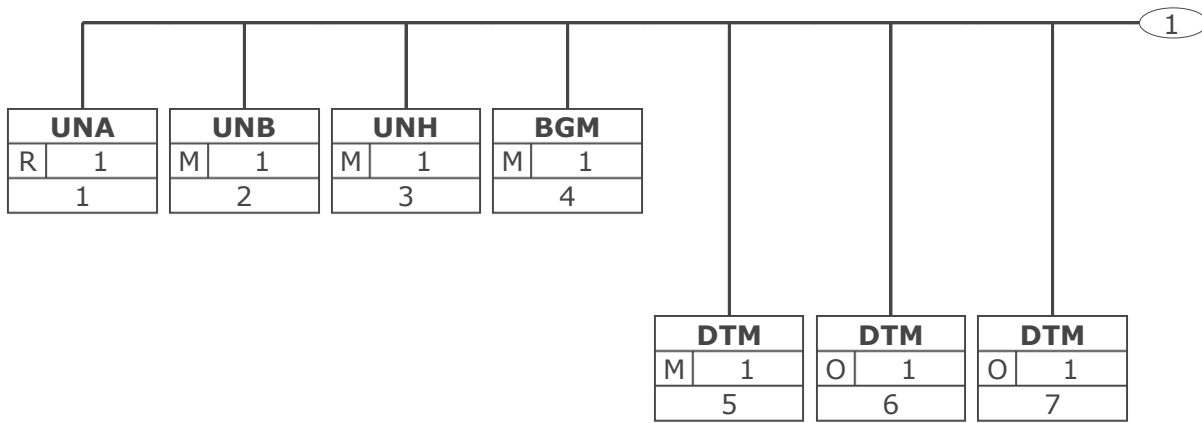 1
UNA UNB UNH BGM
R 1 M 1 M 1 M 1
1 2 3 4
DTM DTM DTM
M 1 O 1 O 1
5 6 7